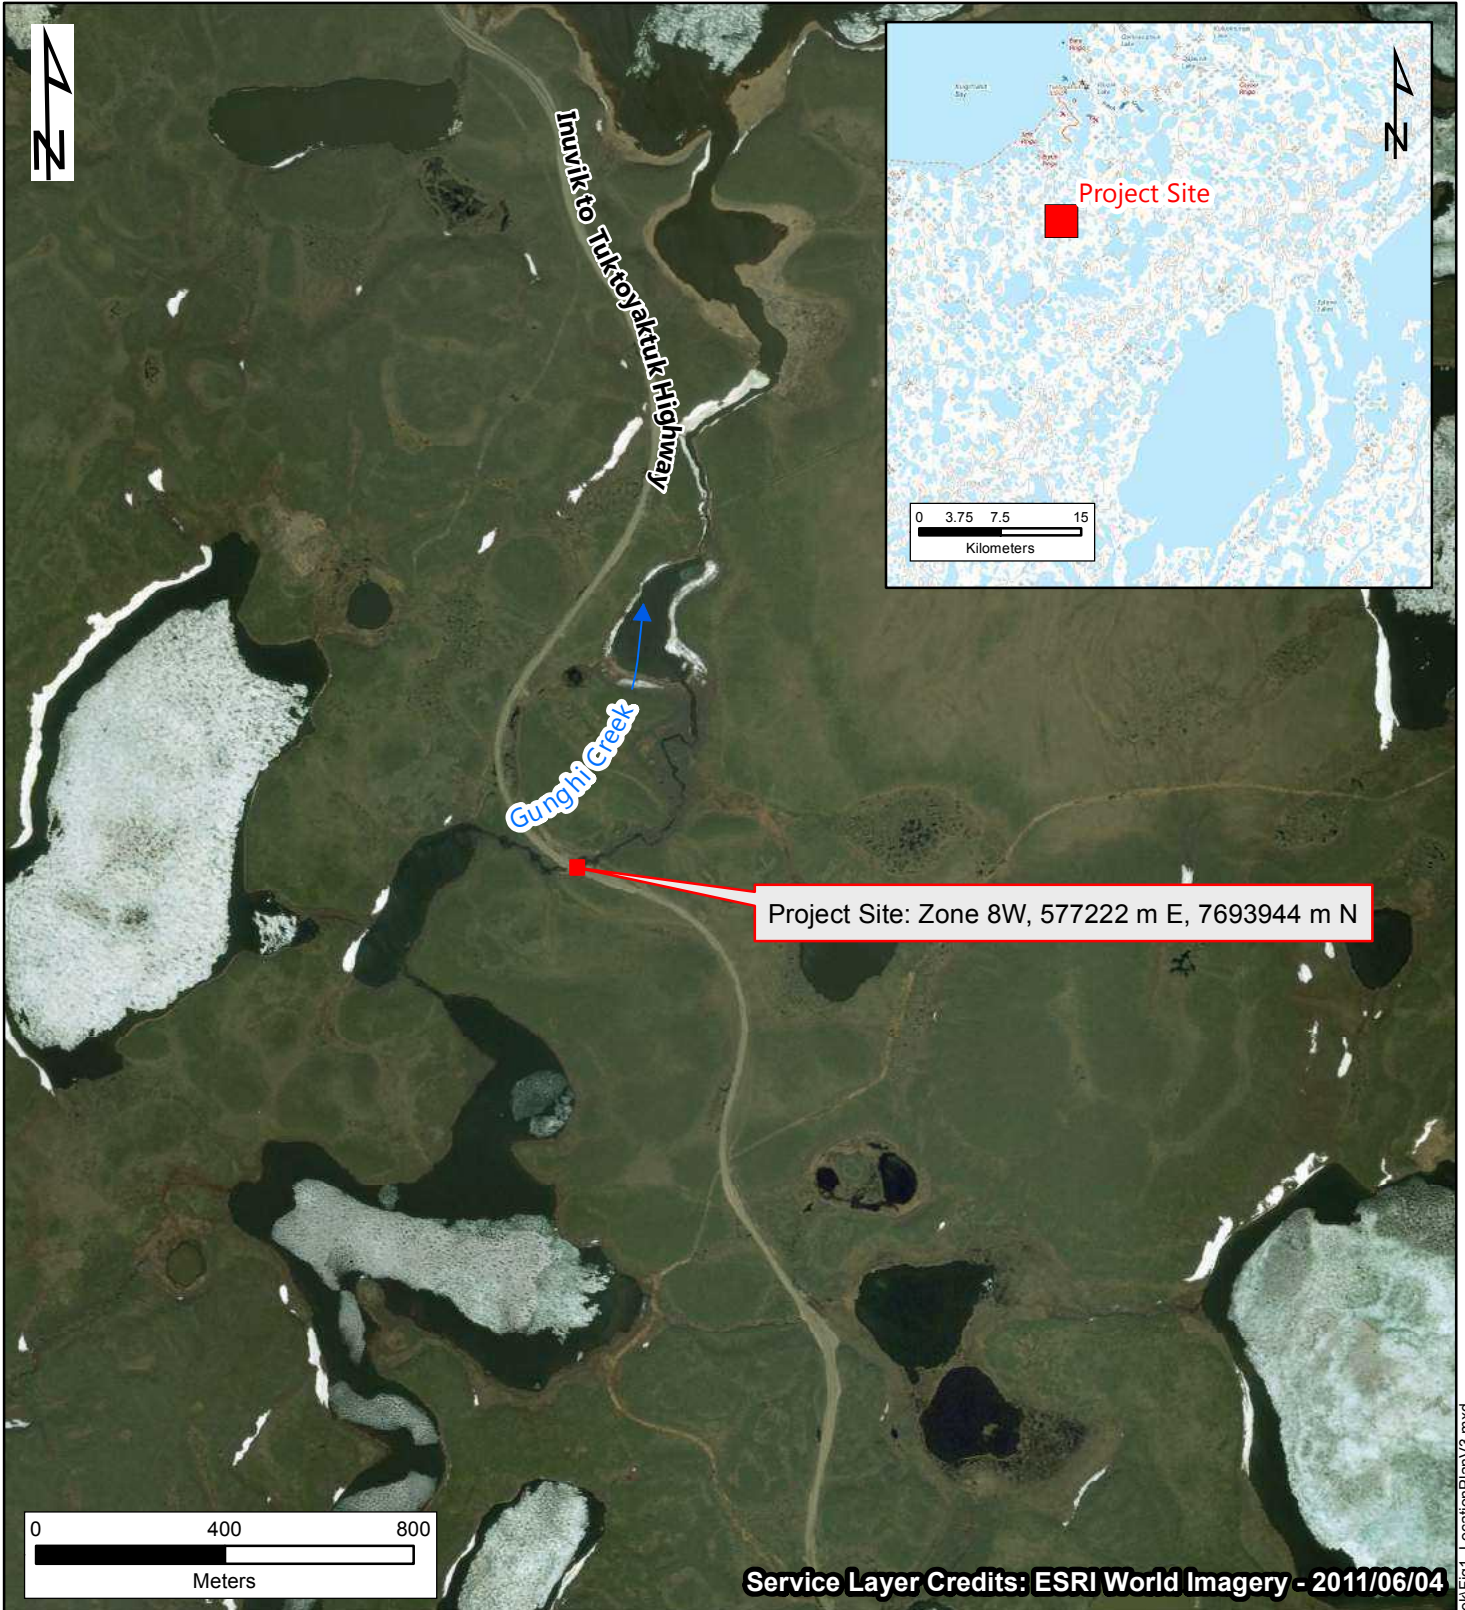 N
Inuvik to Tuktoyaktuk Highway
Gunghi Creek
Project Site: Zone 8W, 577222 m E, 7693944 m N
N
Project Site
0 3.75 7.5 15
Kilometers
0 400 800
Meters
Service Layer Credits: ESRI World Imagery - 2011/06/04